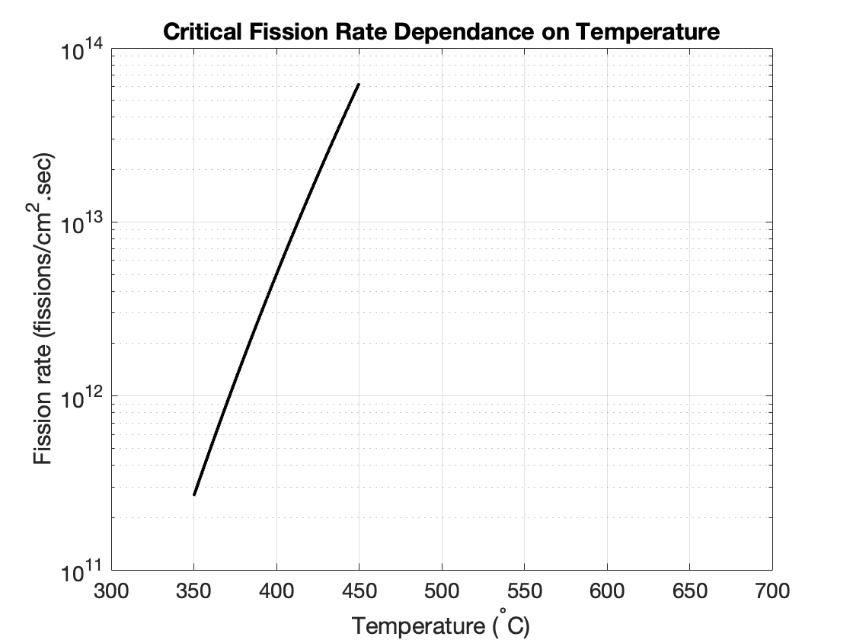 Critical Fission Rate Dependance on Temperature
10^14
10^13
10^12
10^11
Fission rate (fissions/cm^2.sec)
300 350 400 450 500 550 600 650 700
Temperature (°C)